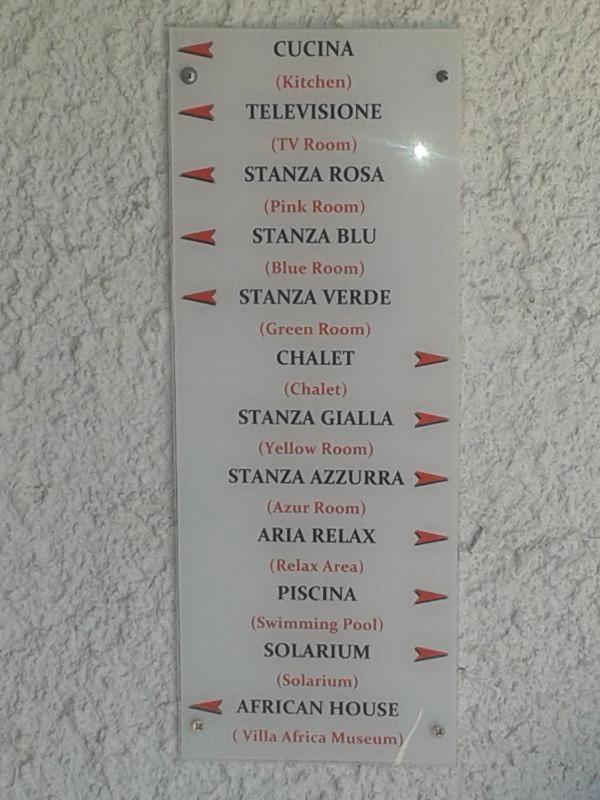 CUCINA
(Kitchen)
TELEVISIONE
(TV Room)
STANZA ROSA
(Pink Room)
STANZA BLU
(Blue Room)
STANZA VERDE
(Green Room)
CHALET
(Chalet)
STANZA GIALLA
(Yellow Room)
STANZA AZZURRA
(Azur Room)
ARIA RELAX
(Relax Area)
PISCINA
(Swimming Pool)
SOLARIUM
(Solarium)
AFRICAN HOUSE
( Villa Africa Museum)